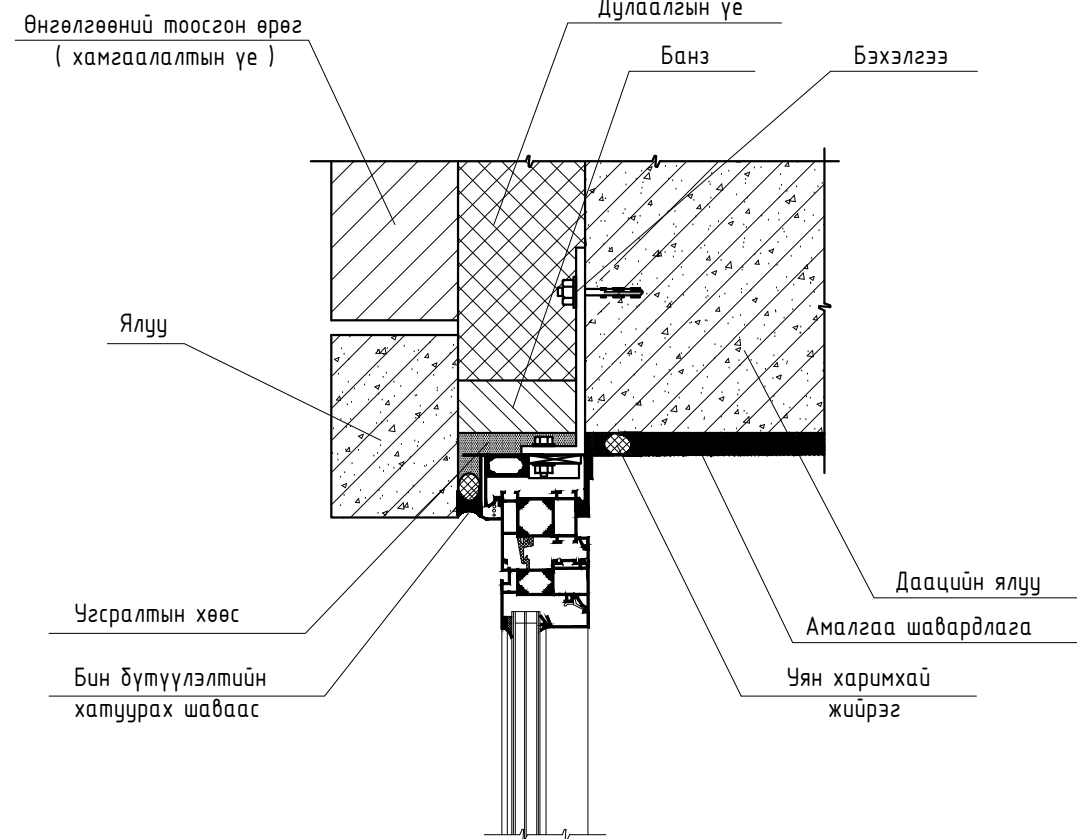 Дулаалгын үе
Өнгөлгөөний тоосгон өрөг
( хамгаалалтын үе )
Банз
Бэхэлгээ
Ялуу
Даацийн ялуу
Угсралтын хөөс
Амалгаа шавардлага
Бин бүтүүлэлтийн
хатуурах шаваас
Уян харимхай
жийрэг